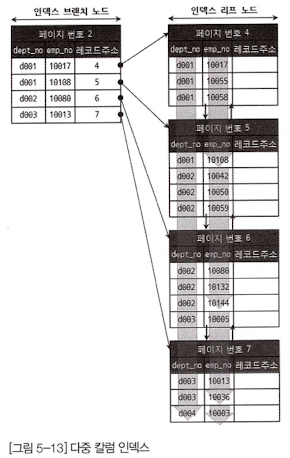 인덱스 브랜치 노드
인덱스 리프 노드
페이지 번호 2
dept_no emp_no 레코드주소
d001 10017 4
d001 10108 5
d002 10080 6
d003 10013 7
페이지 번호 4
dept_no emp_no 레코드주소
d001 10017
d001 10055
d001 10058
페이지 번호 5
dept_no emp_no 레코드주소
d001 10108
d002 10042
d002 10050
d002 10059
페이지 번호 6
dept_no emp_no 레코드주소
d002 10080
d002 10132
d002 10144
d003 10005
페이지 번호 7
dept_no emp_no 레코드주소
d003 10013
d003 10036
d004 10003
[그림 5-13] 다중 칼럼 인덱스